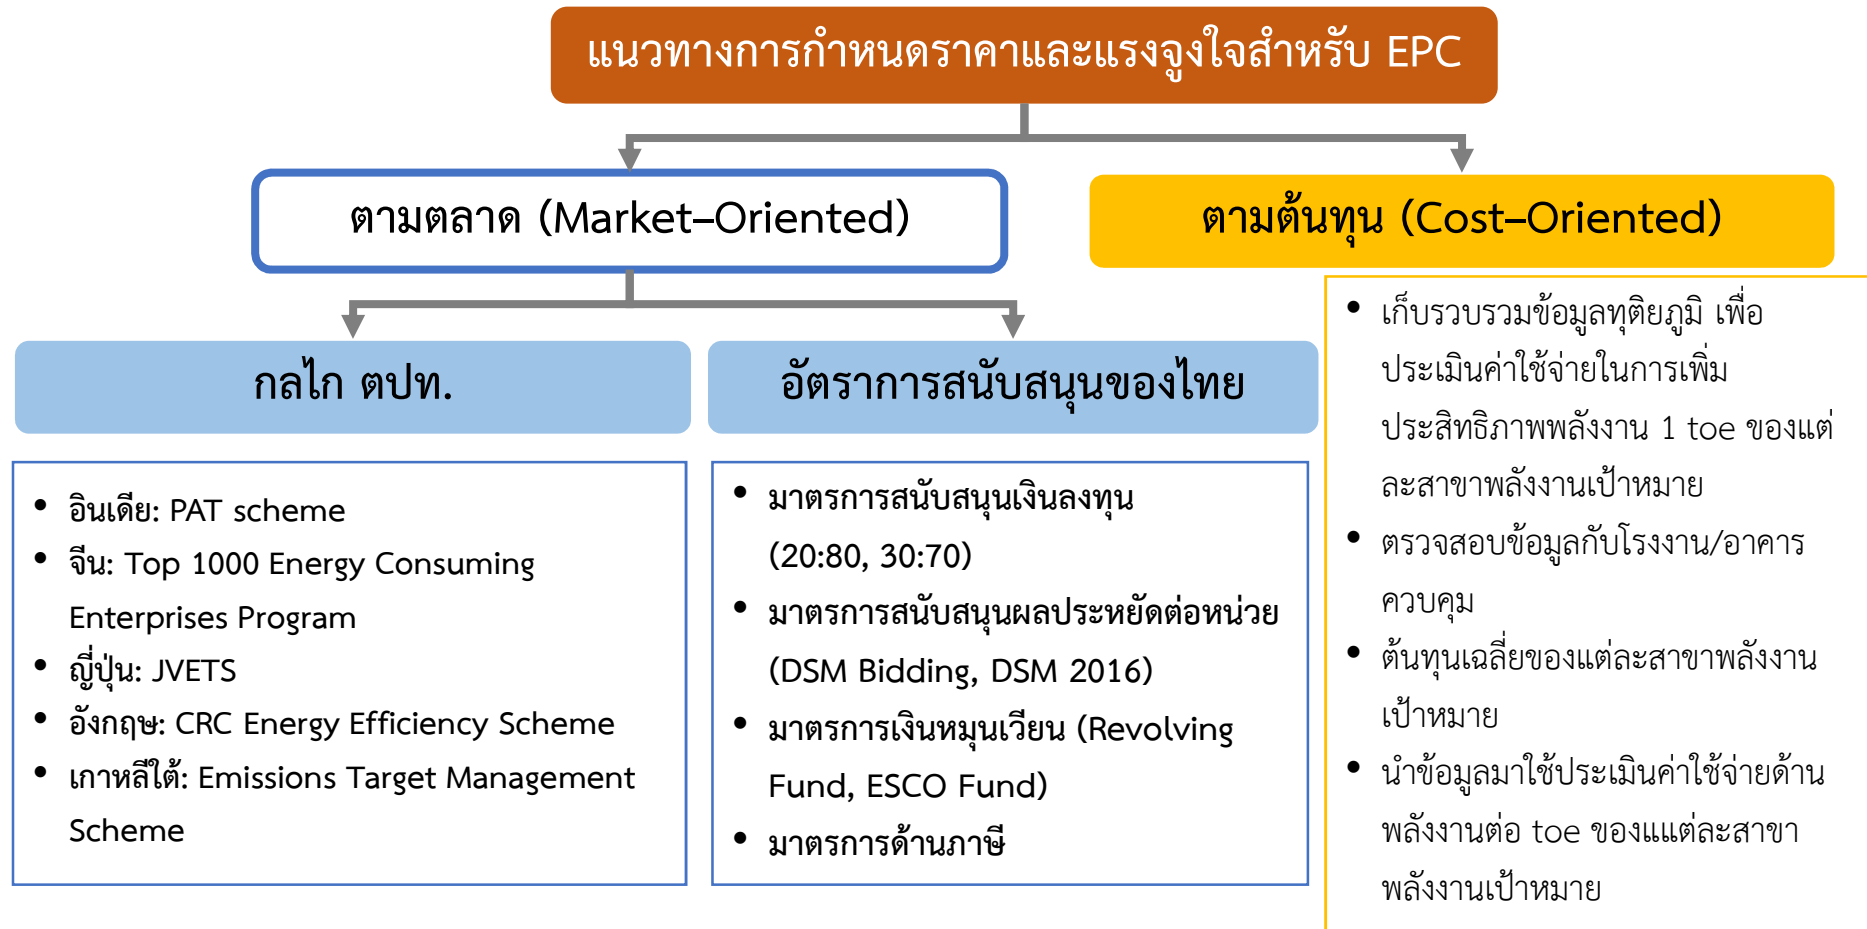 แนวทางการกำหนดราคาและแรงจูงใจสำหรับ EPC
ตามตลาด (Market–Oriented)
ตามต้นทุน (Cost–Oriented)
กลไก ตปท.
อัตราการสนับสนุนของไทย
• อินเดีย: PAT scheme
• จีน: Top 1000 Energy Consuming
Enterprises Program
• ญี่ปุ่น: JVETS
• อังกฤษ: CRC Energy Efficiency Scheme
• เกาหลีใต้: Emissions Target Management
Scheme
• มาตรการสนับสนุนเงินลงทุน
(20:80, 30:70)
• มาตรการสนับสนุนผลประหยัดต่อหน่วย
(DSM Bidding, DSM 2016)
• มาตรการเงินหมุนเวียน (Revolving
Fund, ESCO Fund)
• มาตรการด้านภาษี
• เก็บรวบรวมข้อมูลทุติยภูมิ เพื่อ
ประเมินค่าใช้จ่ายในการเพิ่ม
ประสิทธิภาพพลังงาน 1 toe ของแต่
ละสาขาพลังงานเป้าหมาย
• ตรวจสอบข้อมูลกับโรงงาน/อาคาร
ควบคุม
• ต้นทุนเฉลี่ยของแต่ละสาขาพลังงาน
เป้าหมาย
• นำข้อมูลมาใช้ประเมินค่าใช้จ่ายด้าน
พลังงานต่อ toe ของแแต่ละสาขา
พลังงานเป้าหมาย